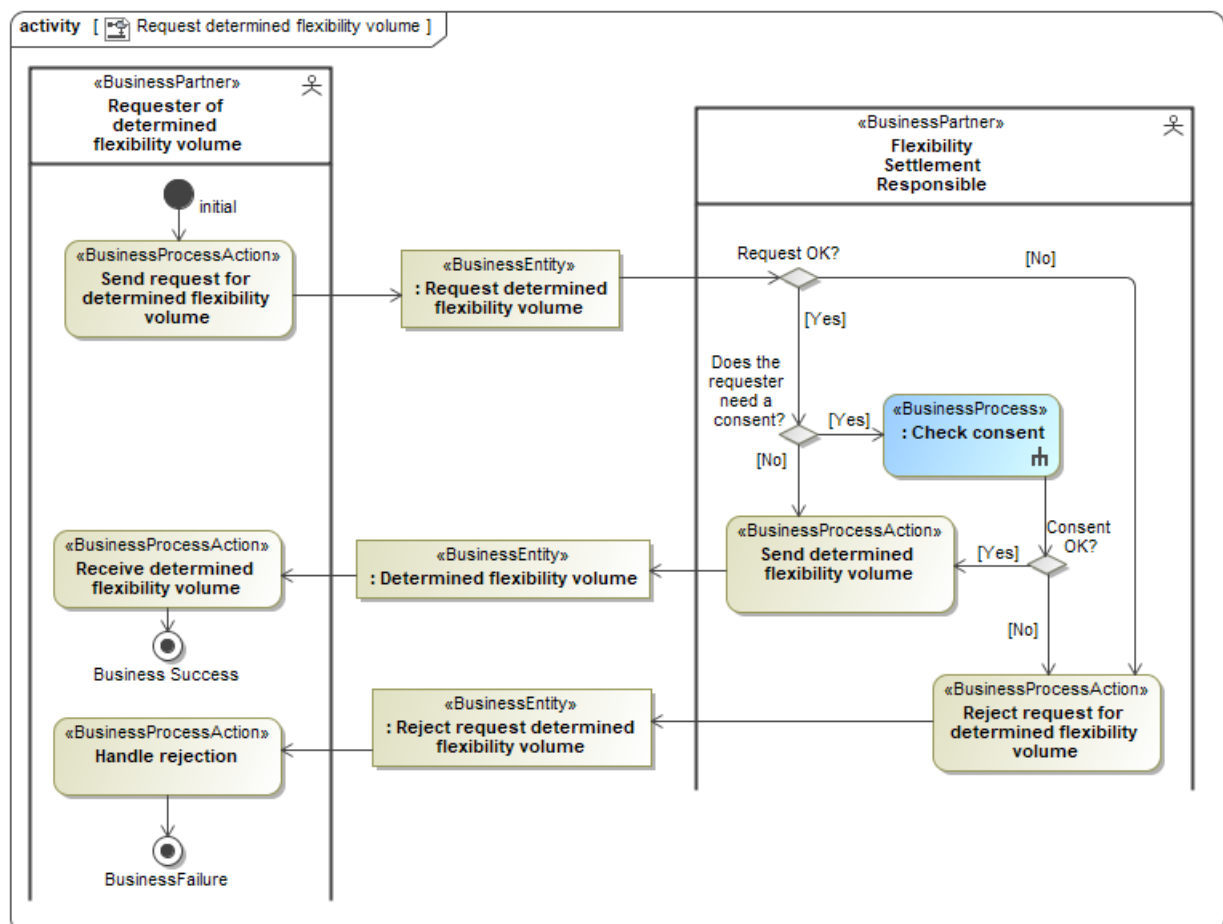 activity [ Request determined flexibility volume ]
«BusinessPartner»
Requester of
determined
flexibility volume
«BusinessPartner»
Flexibility
Settlement
Responsible
initial
«BusinessProcessAction»
Send request for
determined flexibility
volume
«BusinessEntity»
: Request determined
flexibility volume
Request OK?
[No]
[Yes]
Does the
requester
need a
consent?
[Yes]
«BusinessProcess»
: Check consent
[No]
«BusinessProcessAction»
Receive determined
flexibility volume
«BusinessEntity»
: Determined flexibility volume
«BusinessProcessAction»
Send determined
flexibility volume
[Yes]
Consent
OK?
[No]
Business Success
«BusinessProcessAction»
Handle rejection
«BusinessEntity»
: Reject request determined
flexibility volume
«BusinessProcessAction»
Reject request for
determined flexibility
volume
BusinessFailure